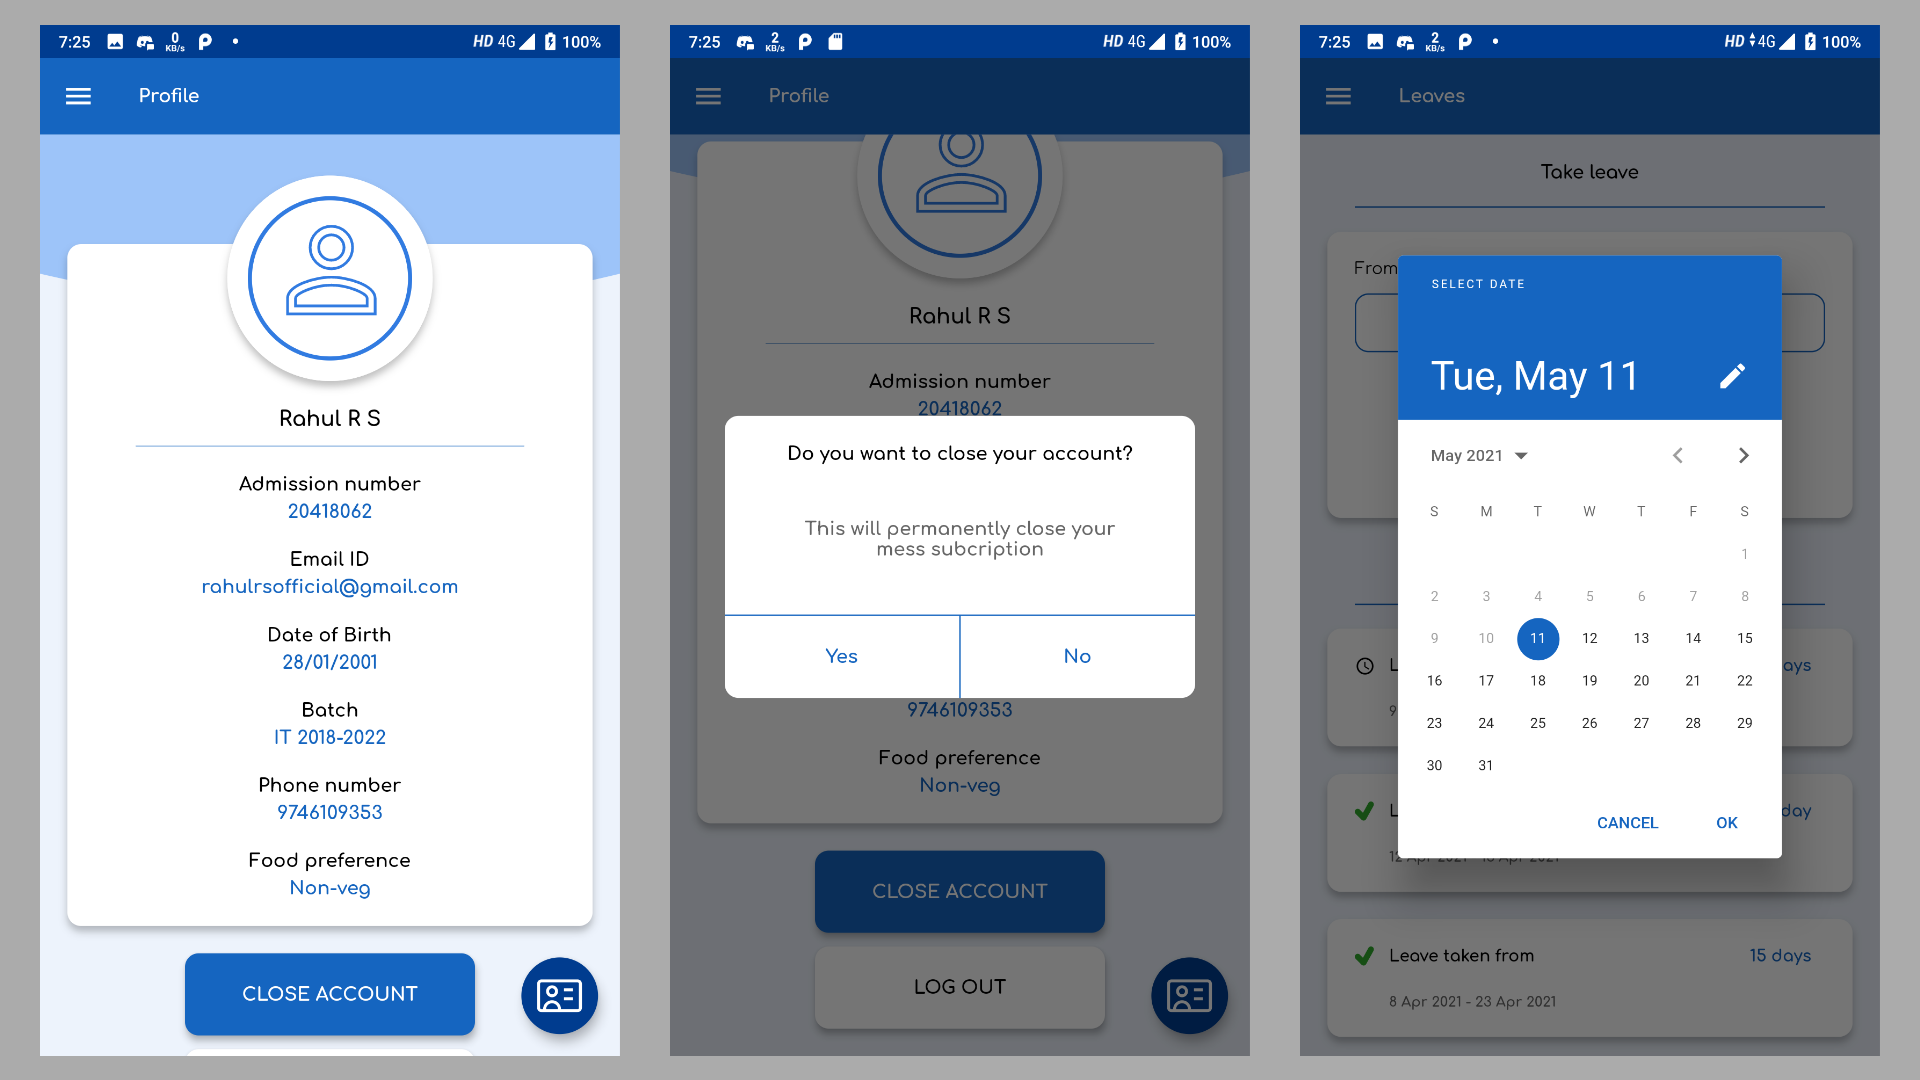 7:25 0 KB/s HD 4G 100%
Profile
Rahul R S
Admission number
20418062
Email ID
rahulrsofficial@gmail.com
Date of Birth
28/01/2001
Batch
IT 2018-2022
Phone number
9746109353
Food preference
Non-veg
CLOSE ACCOUNT
7:25 2 KB/s HD 4G 100%
Profile
Rahul R S
Admission number
20418062
Do you want to close your account?
This will permanently close your
mess subcription
Yes No
9746109353
Food preference
Non-veg
CLOSE ACCOUNT
LOG OUT
7:25 2 KB/s HD 4G 100%
Leaves
Take leave
From
SELECT DATE
Tue, May 11
May 2021
S M T W T F S
1
2 3 4 5 6 7 8
9 10 11 12 13 14 15
16 17 18 19 20 21 22
23 24 25 26 27 28 29
30 31
CANCEL OK
L ays
9
L day
12 Apr 2021 - 13 Apr 2021
Leave taken from 15 days
8 Apr 2021 - 23 Apr 2021